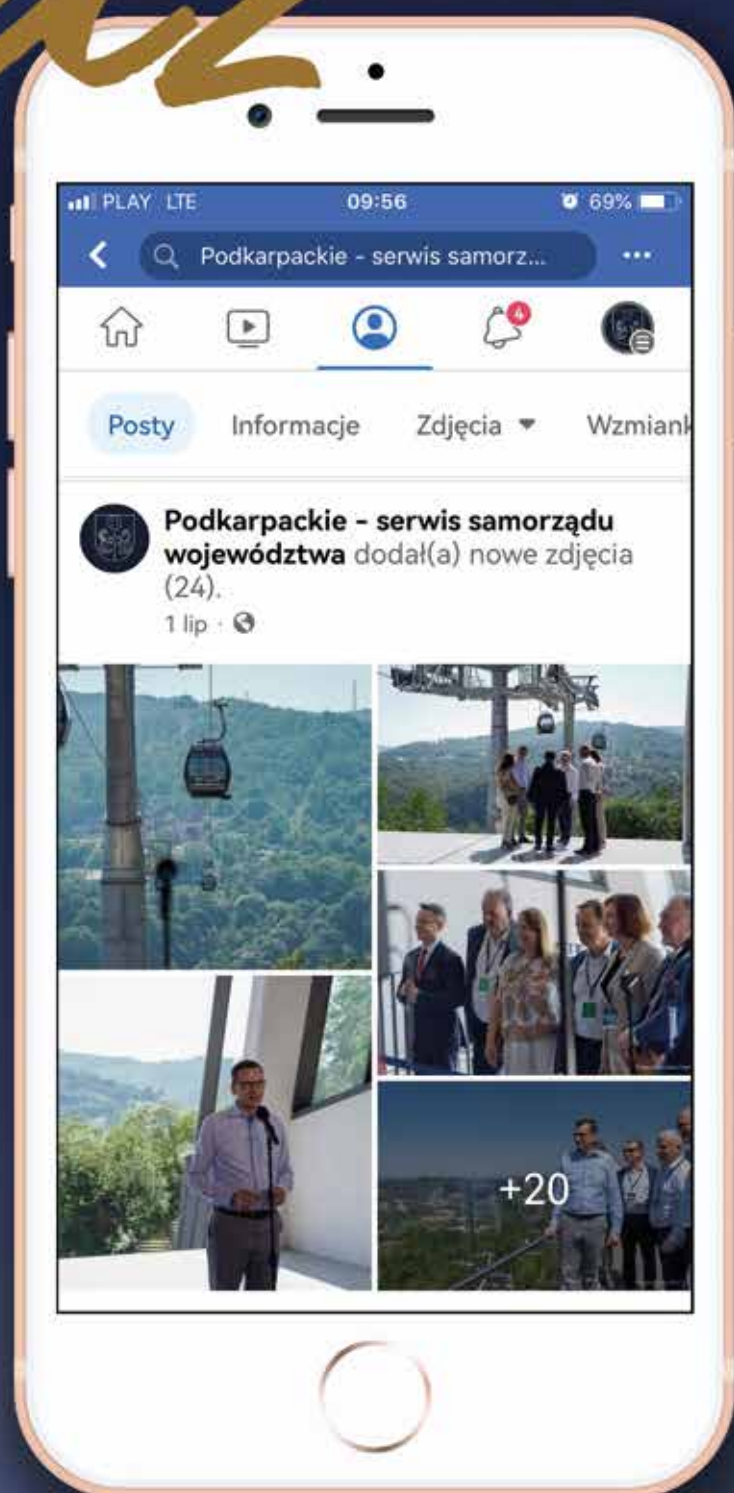 PLAY LTE 09:56 69%
Podkarpackie - serwis samorz...
4
Posty Informacje Zdjęcia Wzmiank
Podkarpackie - serwis samorządu
województwa dodał(a) nowe zdjęcia
(24).
1 lip ·
+20